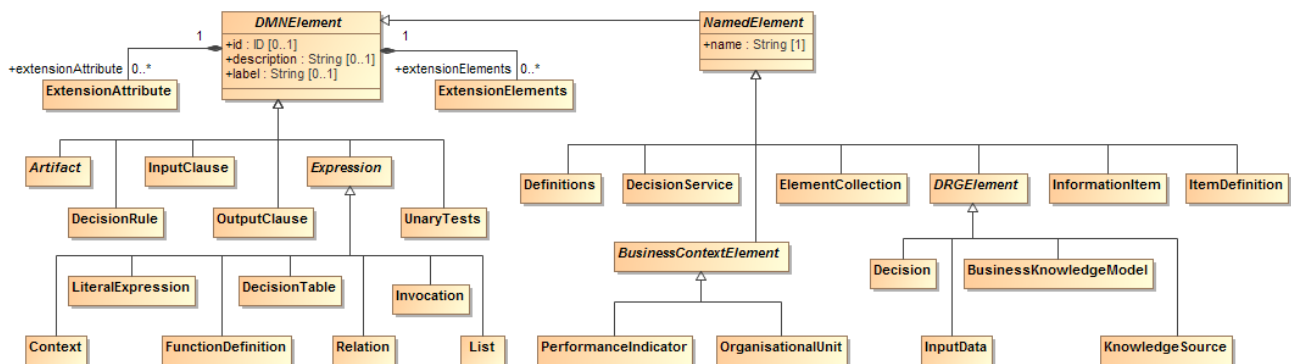 DMNElement
+id : ID [0..1]
+description : String [0..1]
+label : String [0..1]
NamedElement
+name : String [1]
1
1
+extensionAttribute 0..*
+extensionElements 0..*
ExtensionAttribute
ExtensionElements
Artifact
InputClause
Expression
DecisionRule
OutputClause
UnaryTests
Definitions
DecisionService
ElementCollection
DRGElement
InformationItem
ItemDefinition
BusinessContextElement
Decision
BusinessKnowledgeModel
LiteralExpression
DecisionTable
Invocation
Context
FunctionDefinition
Relation
List
PerformanceIndicator
OrganisationalUnit
InputData
KnowledgeSource